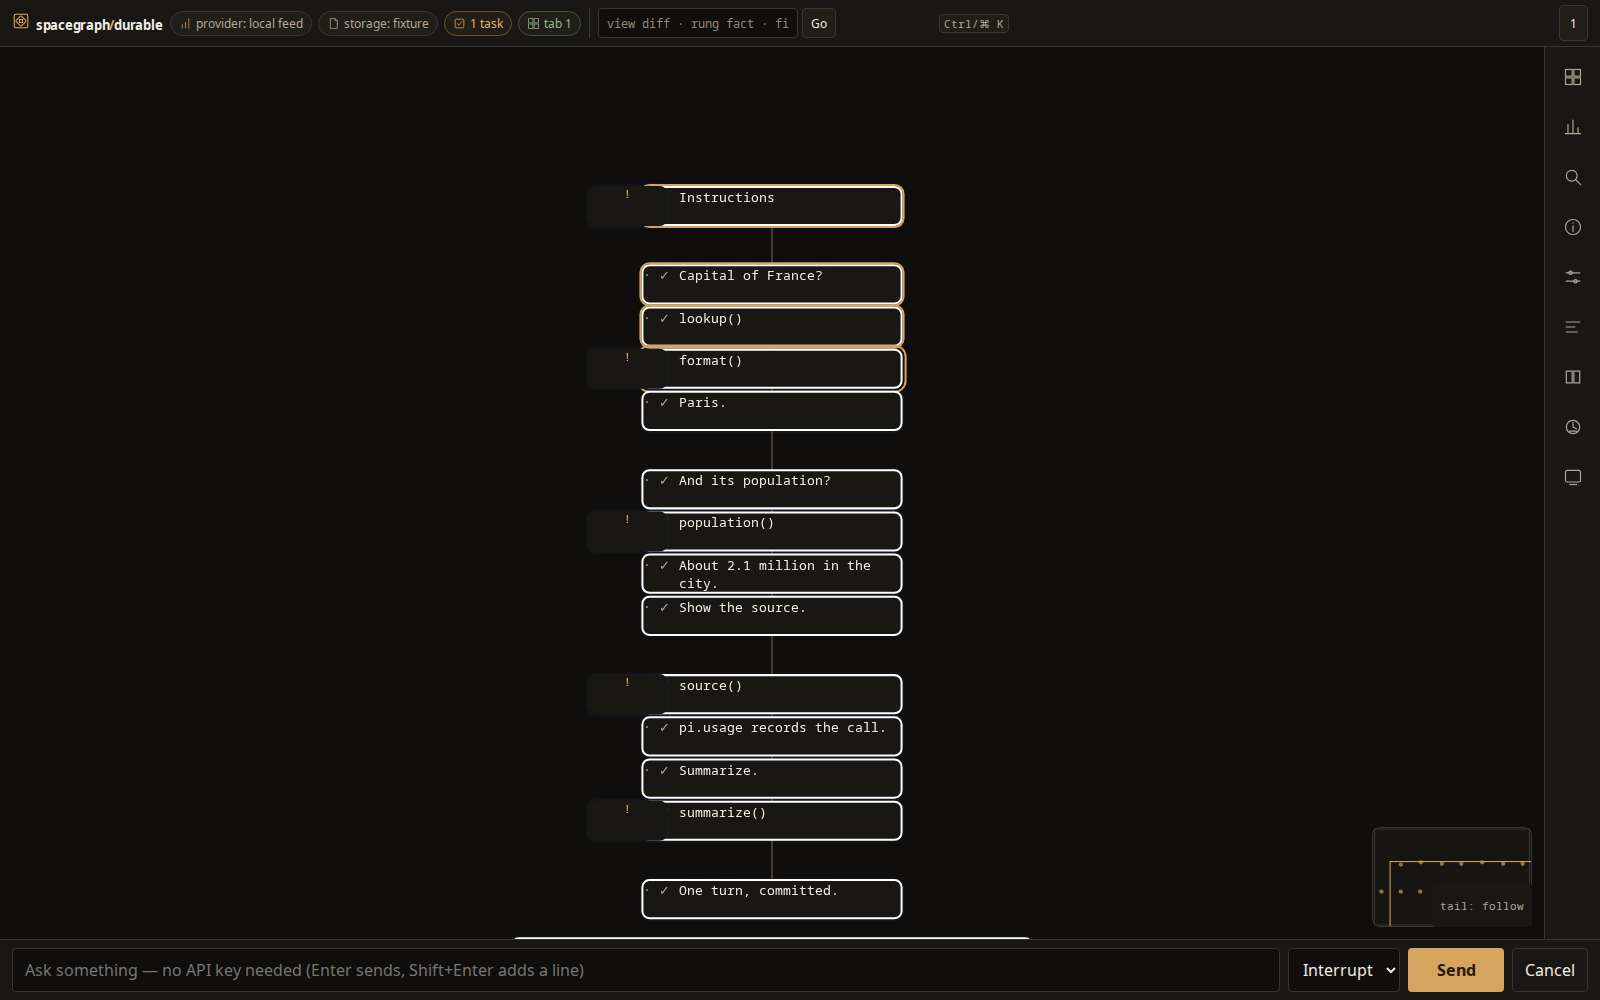 spacegraph/durable provider: local feed storage: fixture 1 task tab 1 view diff · rung fact · fi Go Ctrl/⌘ K 1
! Instructions
· ✓ Capital of France?
· ✓ lookup()
! format()
· ✓ Paris.
· ✓ And its population?
! population()
· ✓ About 2.1 million in the
city.
· ✓ Show the source.
! source()
· ✓ pi.usage records the call.
· ✓ Summarize.
! summarize()
· ✓ One turn, committed.
tail: follow
Ask something — no API key needed (Enter sends, Shift+Enter adds a line) Interrupt Send Cancel